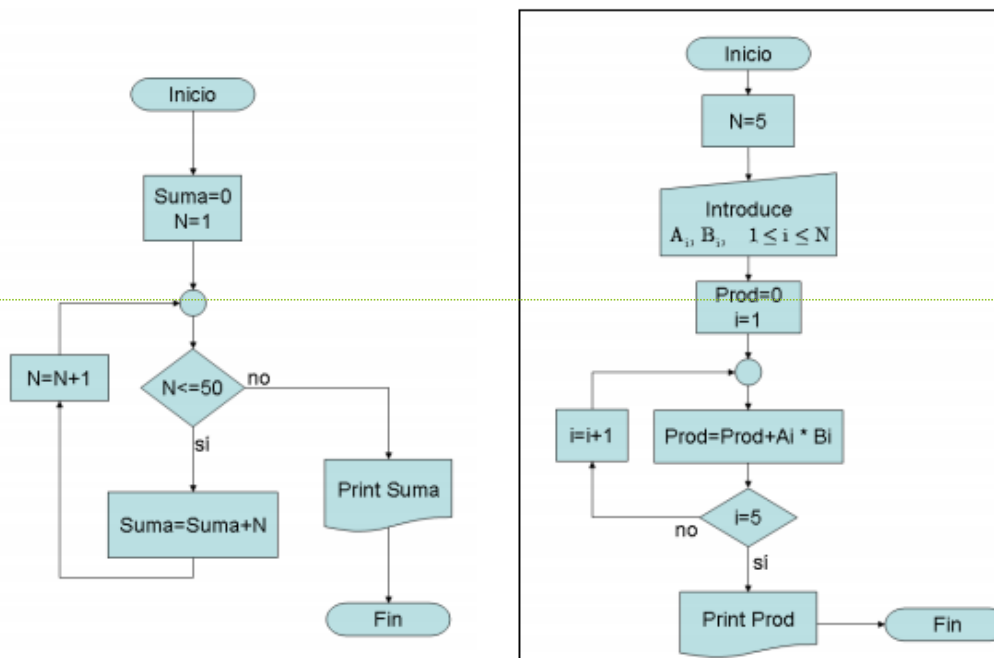 Inicio
Suma=0
N=1
N<=50
no
sí
N=N+1
Suma=Suma+N
Print Suma
Fin
Inicio
N=5
Introduce
Aᵢ, Bᵢ, 1 ≤ i ≤ N
Prod=0
i=1
Prod=Prod+Ai * Bi
i=i+1
i=5
no
sí
Print Prod
Fin